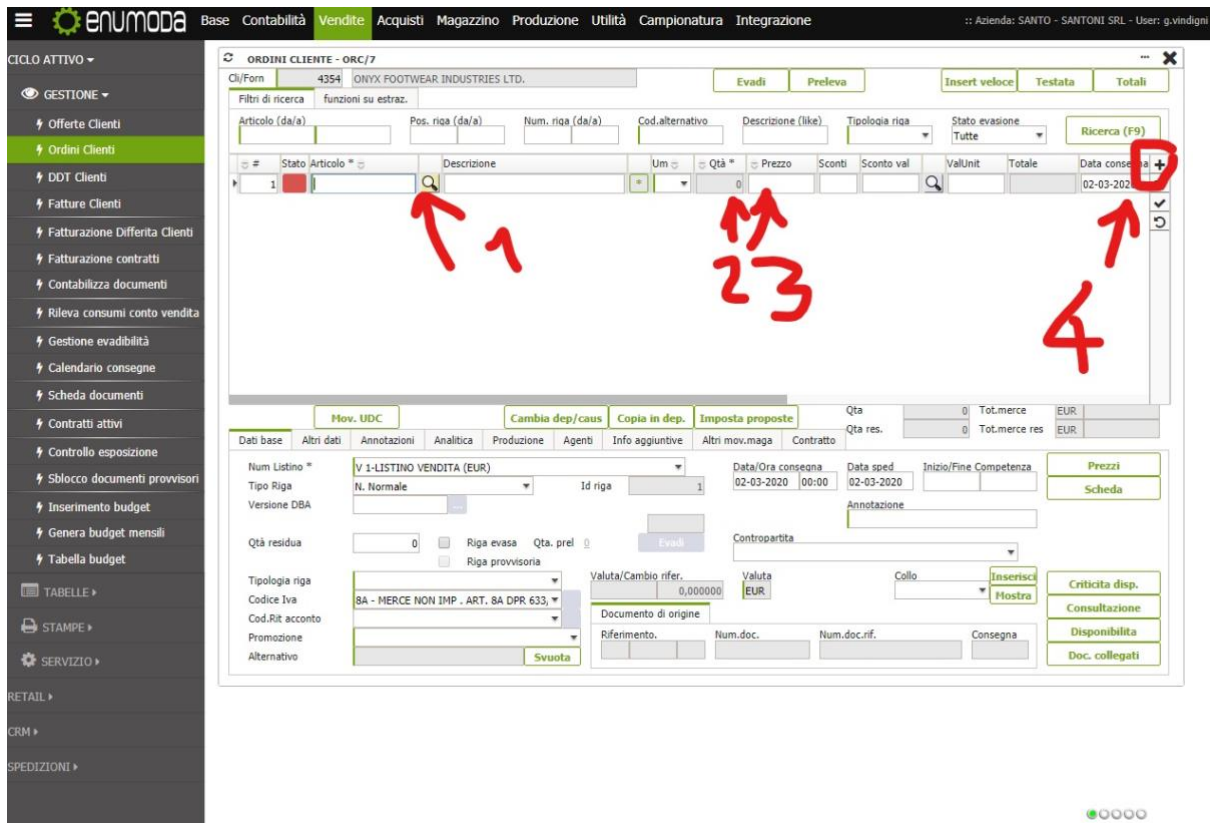 enumoda Base Contabilità Vendite Acquisti Magazzino Produzione Utilità Campionatura Integrazione :: Azienda: SANTO - SANTONI SRL - User: g.vindigni
CICLO ATTIVO
GESTIONE
Offerte Clienti
Ordini Clienti
DDT Clienti
Fatture Clienti
Fatturazione Differita Clienti
Fatturazione contratti
Contabilizza documenti
Rileva consumi conto vendita
Gestione evadibilità
Calendario consegne
Scheda documenti
Contratti attivi
Controllo esposizione
Sblocco documenti provvisori
Inserimento budget
Genera budget mensili
Tabella budget
TABELLE
STAMPE
SERVIZIO
RETAIL
CRM
SPEDIZIONI
ORDINI CLIENTE - ORC/7
Cli/Forn 4354 ONYX FOOTWEAR INDUSTRIES LTD. Evadi Preleva Insert veloce Testata Totali
Filtri di ricerca funzioni su estraz.
Articolo (da/a) Pos. riga (da/a) Num. riga (da/a) Cod.alternativo Descrizione (like) Tipologia riga Stato evasione
Tutte Ricerca (F9)
# Stato Articolo * Descrizione Um Qtà * Prezzo Sconti Sconto val ValUnit Totale Data consegna +
1 * 0 02-03-2020
1 2 3 4
Mov. UDC Cambia dep/caus Copia in dep. Imposta proposte
Qta 0 Tot.merce EUR
Qta res. 0 Tot.merce res EUR
Dati base Altri dati Annotazioni Analitica Produzione Agenti Info aggiuntive Altri mov.maga Contratto
Num Listino * V 1-LISTINO VENDITA (EUR) Data/Ora consegna Data sped Inizio/Fine Competenza Prezzi
Tipo Riga N. Normale Id riga 1 02-03-2020 00:00 02-03-2020 Scheda
Versione DBA ... Annotazione
Qtà residua 0 Riga evasa Qta. prel 0 Evadi Contropartita
Riga provvisoria
Tipologia riga Valuta/Cambio rifer. Valuta Collo Inserisci Criticita disp.
Codice Iva 8A - MERCE NON IMP . ART. 8A DPR 633, 0,000000 EUR Mostra Consultazione
Cod.Rit acconto Documento di origine
Promozione Riferimento. Num.doc. Num.doc.rif. Consegna Disponibilita
Alternativo Svuota Doc. collegati